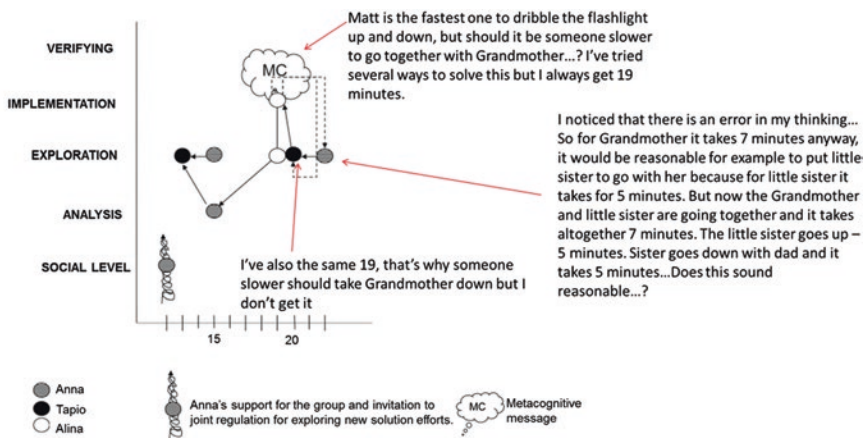 Matt is the fastest one to dribble the flashlight
up and down, but should it be someone slower
to go together with Grandmother...? I've tried
several ways to solve this but I always get 19
minutes.
VERIFYING
MC
IMPLEMENTATION
EXPLORATION
ANALYSIS
SOCIAL LEVEL
I noticed that there is an error in my thinking...
So for Grandmother it takes 7 minutes anyway,
it would be reasonable for example to put little
sister to go with her because for little sister it
takes for 5 minutes. But now the Grandmother
and little sister are going together and it takes
altogether 7 minutes. The little sister goes up –
5 minutes. Sister goes down with dad and it
takes 5 minutes...Does this sound
reasonable...?
I've also the same 19, that's why someone
slower should take Grandmother down but I
don't get it
15
20
Anna
Tapio
Alina
Anna's support for the group and invitation to
joint regulation for exploring new solution efforts.
MC
Metacognitive
message